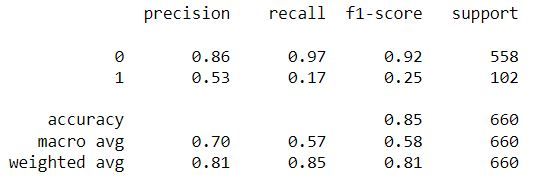 precision recall f1-score support
0 0.86 0.97 0.92 558
1 0.53 0.17 0.25 102
accuracy 0.85 660
macro avg 0.70 0.57 0.58 660
weighted avg 0.81 0.85 0.81 660